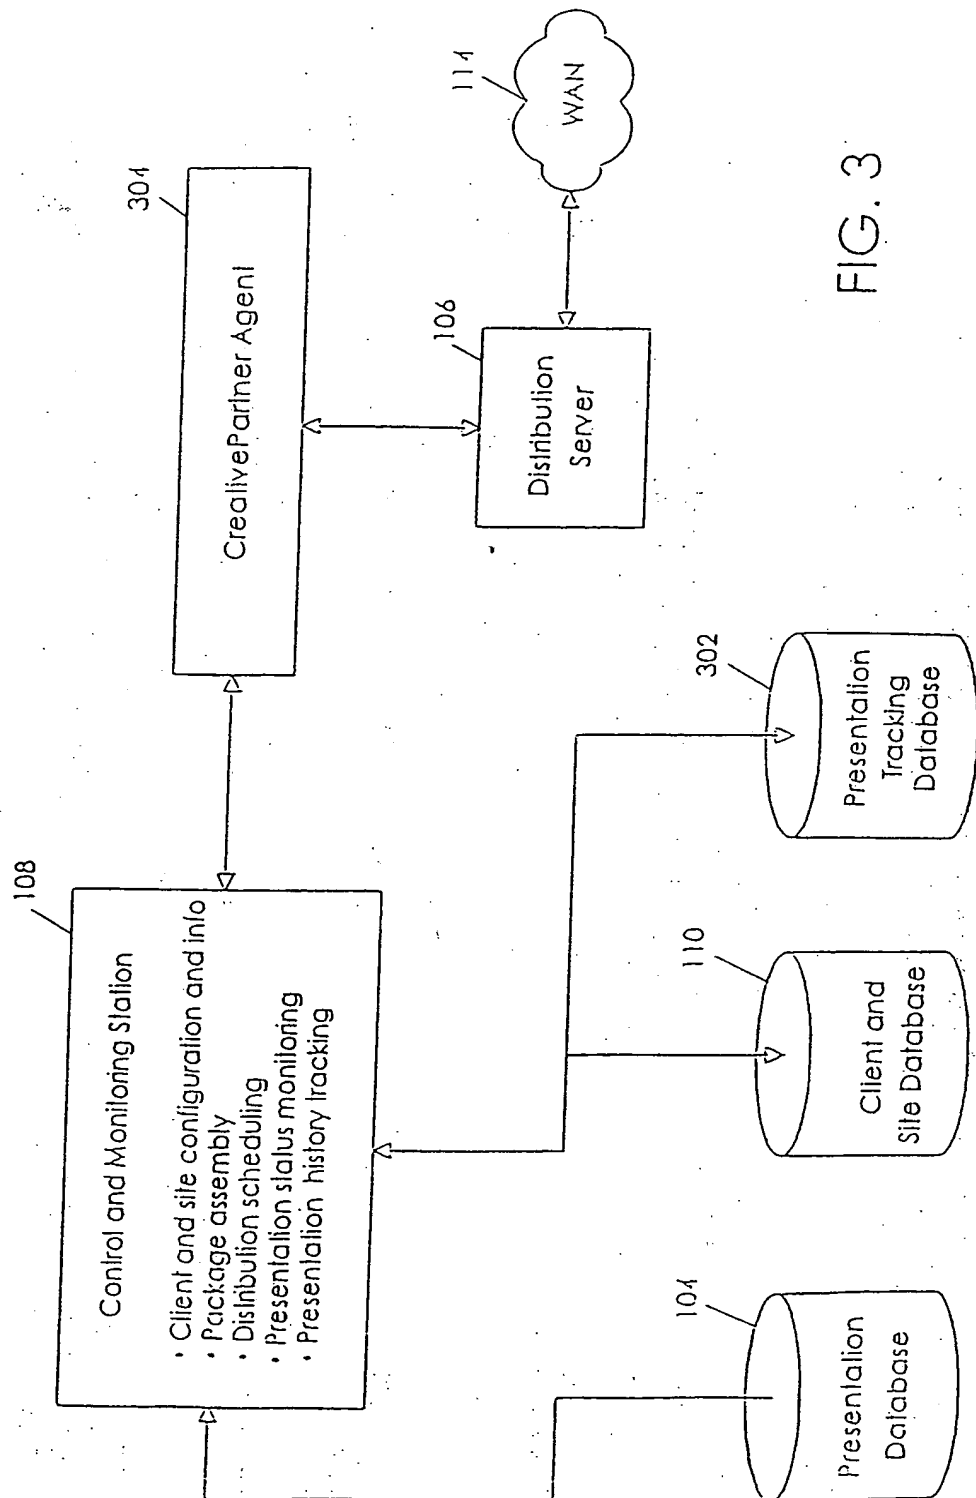 108
Control and Monitoring Station
• Client and site configuration and info
• Package assembly
• Distribution scheduling
• Presentation status monitoring
• Presentation history tracking
304
CreativePartner Agent
106
Distribution
Server
114
WAN
104
Presentation
Database
110
Client and
Site Database
302
Presentation
Tracking
Database
FIG. 3